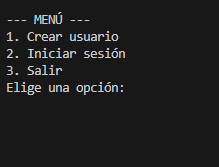 --- MENÚ ---
1. Crear usuario
2. Iniciar sesión
3. Salir
Elige una opción: